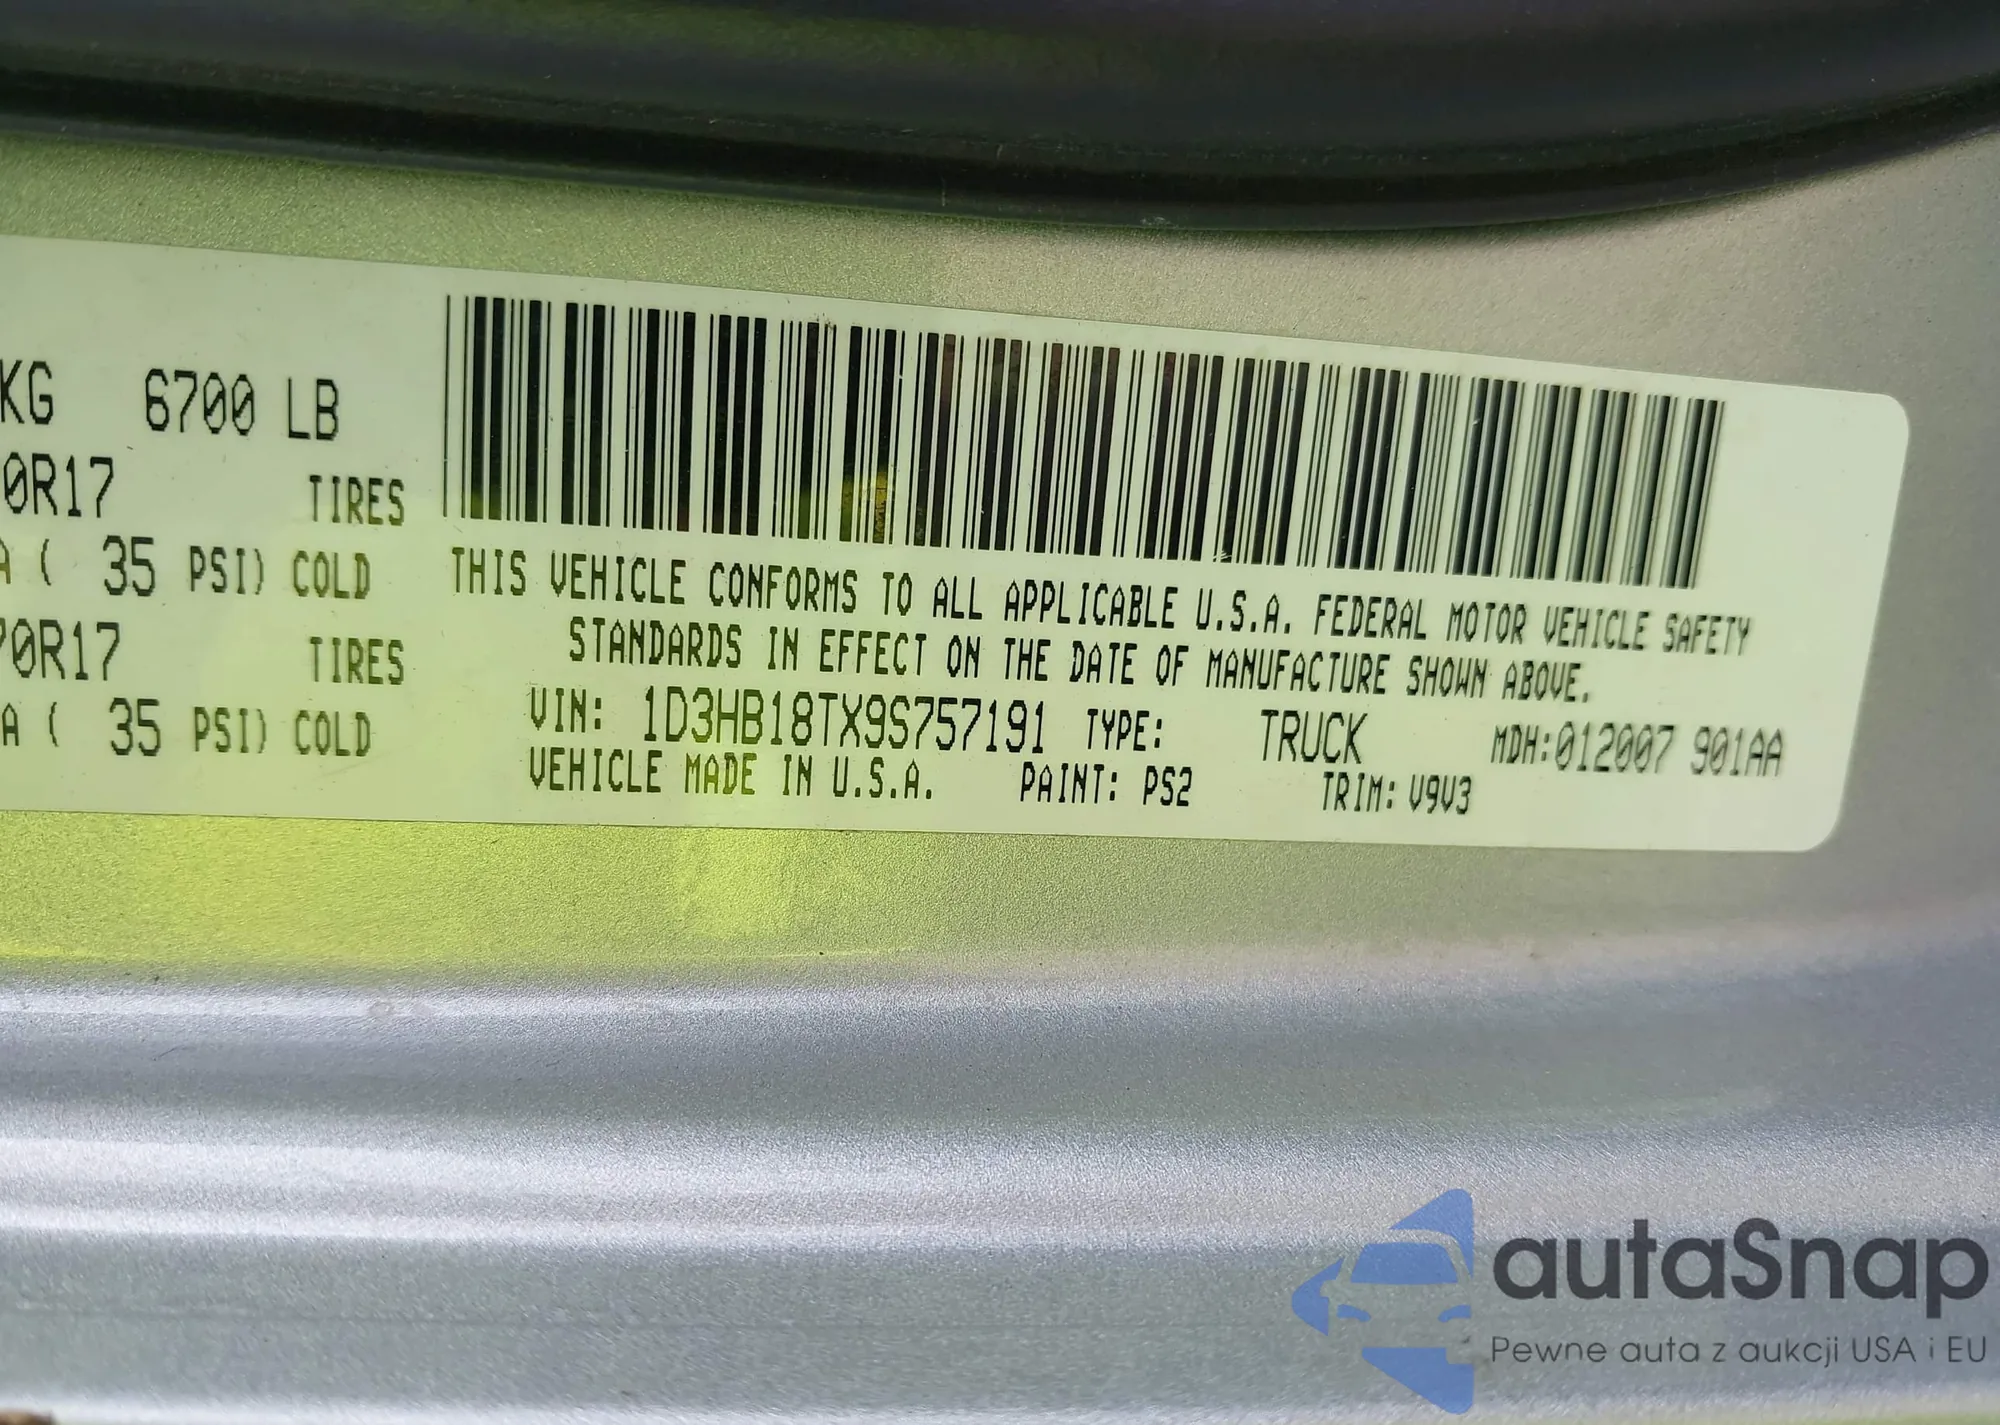 KG 6700 LB
0R17 TIRES
A ( 35 PSI) COLD
70R17 TIRES
A ( 35 PSI) COLD
THIS VEHICLE CONFORMS TO ALL APPLICABLE U.S.A. FEDERAL MOTOR VEHICLE SAFETY
STANDARDS IN EFFECT ON THE DATE OF MANUFACTURE SHOWN ABOVE.
VIN: 1D3HB18TX9S757191 TYPE: TRUCK MDH:012007 901AA
VEHICLE MADE IN U.S.A. PAINT: PS2 TRIM: V9V3
autaSnap
Pewne auta z aukcji USA i EU